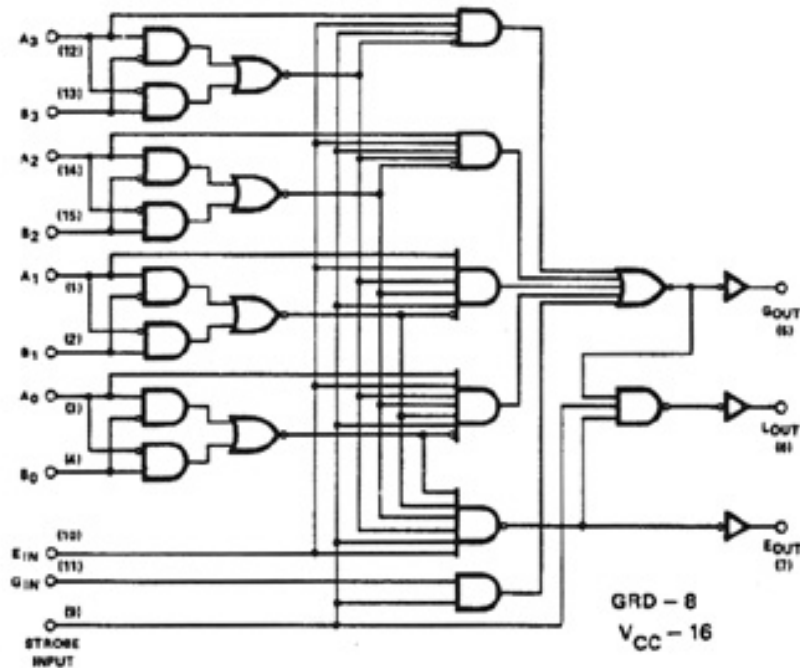 A3
(12)
(13)
B3
A2
(14)
(15)
B2
A1
(1)
(2)
B1
A0
(3)
(4)
B0
GOUT
(5)
LOUT
(6)
EOUT
(7)
EIN
(10)
GIN
(11)
(9)
STROBE
INPUT
GRD – 8
VCC – 16